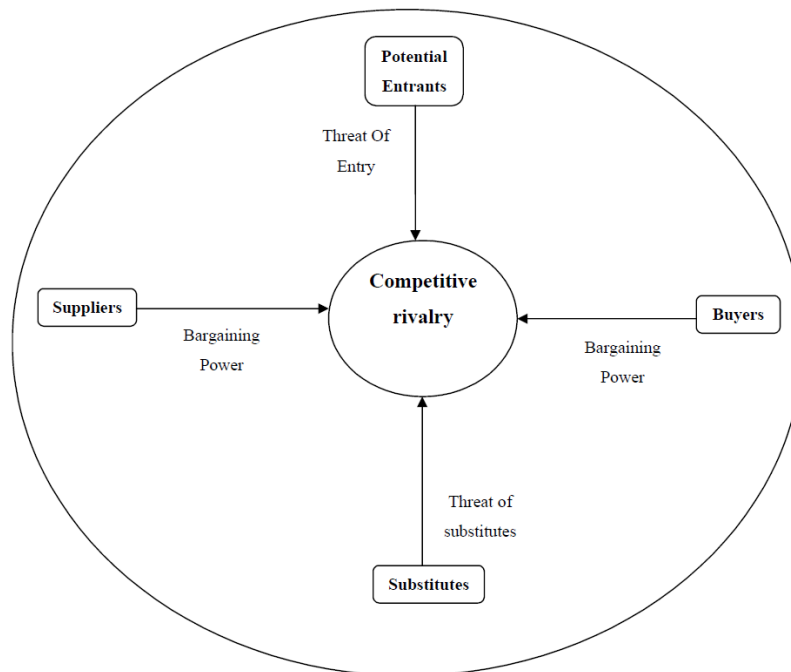 Potential
Entrants
Threat Of
Entry
Competitive
rivalry
Suppliers
Bargaining
Power
Buyers
Bargaining
Power
Threat of
substitutes
Substitutes